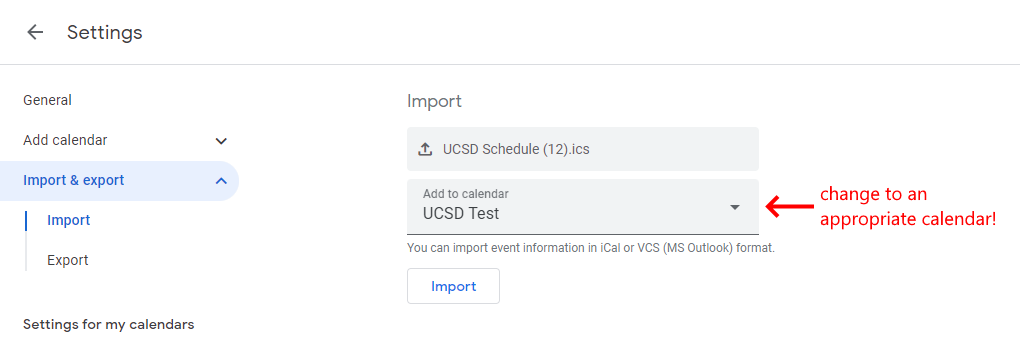 Settings
General
Add calendar
Import & export
Import
Export
Settings for my calendars
Import
UCSD Schedule (12).ics
Add to calendar
UCSD Test
You can import event information in iCal or VCS (MS Outlook) format.
Import
change to an
appropriate calendar!